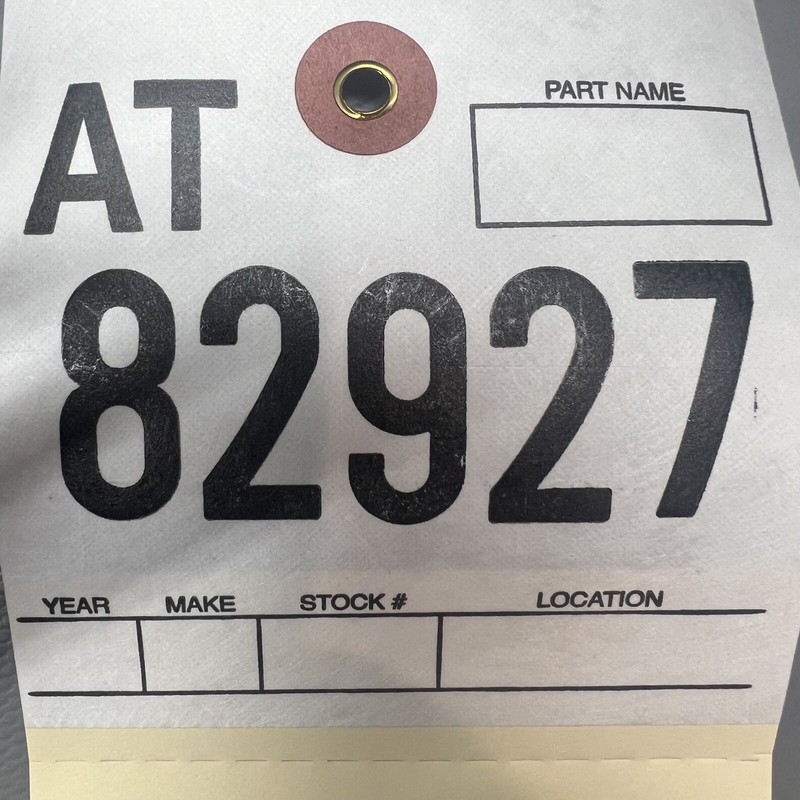 AT
PART NAME
82927
YEAR MAKE STOCK # LOCATION